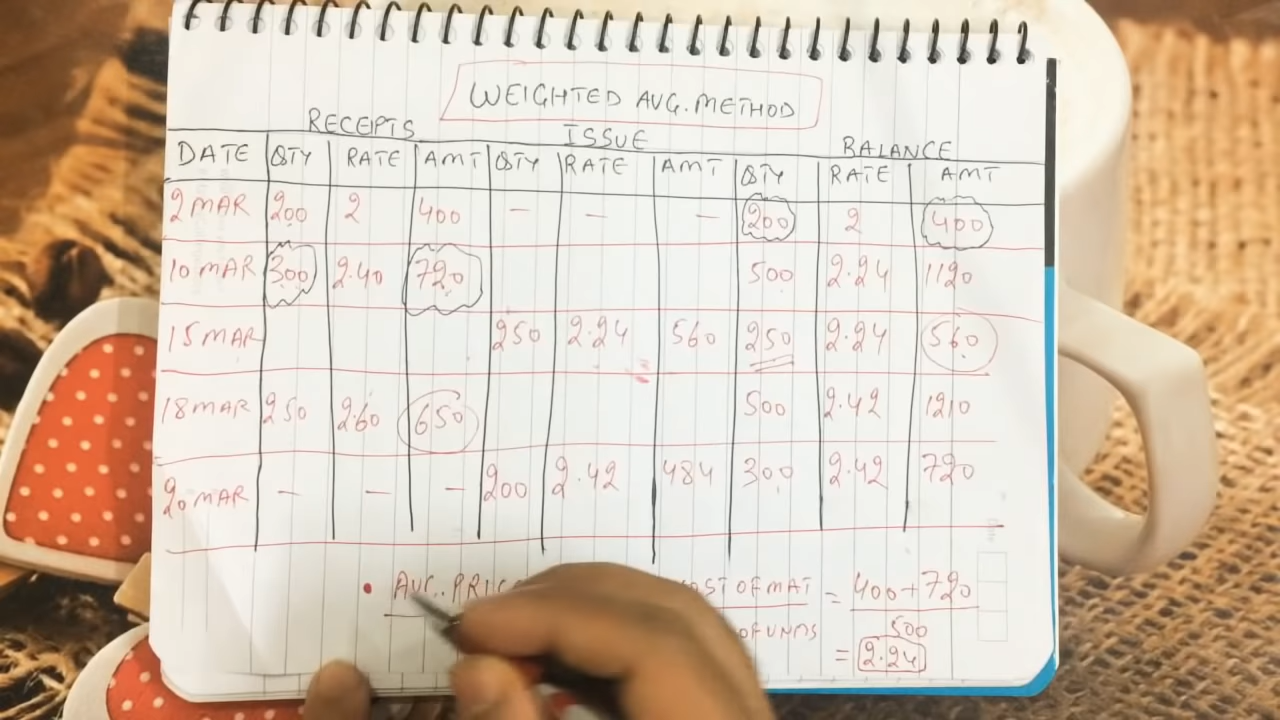 WEIGHTED AVG. METHOD
RECEIPTS ISSUE BALANCE
DATE QTY RATE AMT QTY RATE AMT QTY RATE AMT
2 MAR 200 2 400 — — — 200 2 400
10 MAR 300 2.40 720 500 2.24 1120
15 MAR 250 2.24 560 250 2.24 560
18 MAR 250 2.60 650 500 2.42 1210
20 MAR — — — 200 2.42 484 300 2.42 720
• AVG. OF MAT = 400+720
OF 500
= 2.24